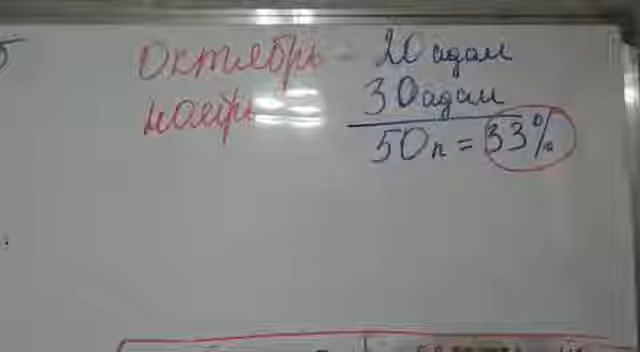 октябрь - 20 адам
ноябрь 30 адам
50 п = 33%